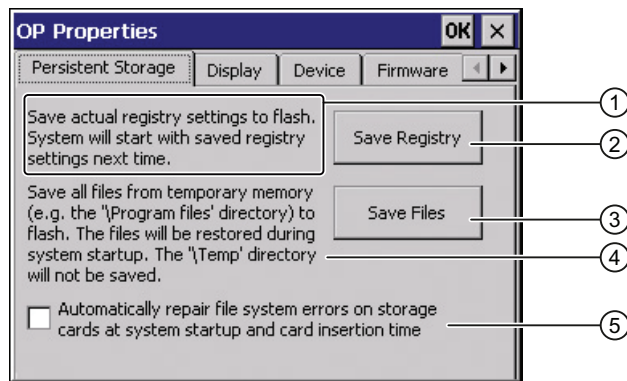 OP Properties OK ×
Persistent Storage Display Device Firmware
Save actual registry settings to flash.
System will start with saved registry
settings next time.
Save Registry
Save all files from temporary memory
(e.g. the '\Program files' directory) to
flash. The files will be restored during
system startup. The '\Temp' directory
will not be saved.
Save Files
Automatically repair file system errors on storage
cards at system startup and card insertion time
1
2
3
4
5